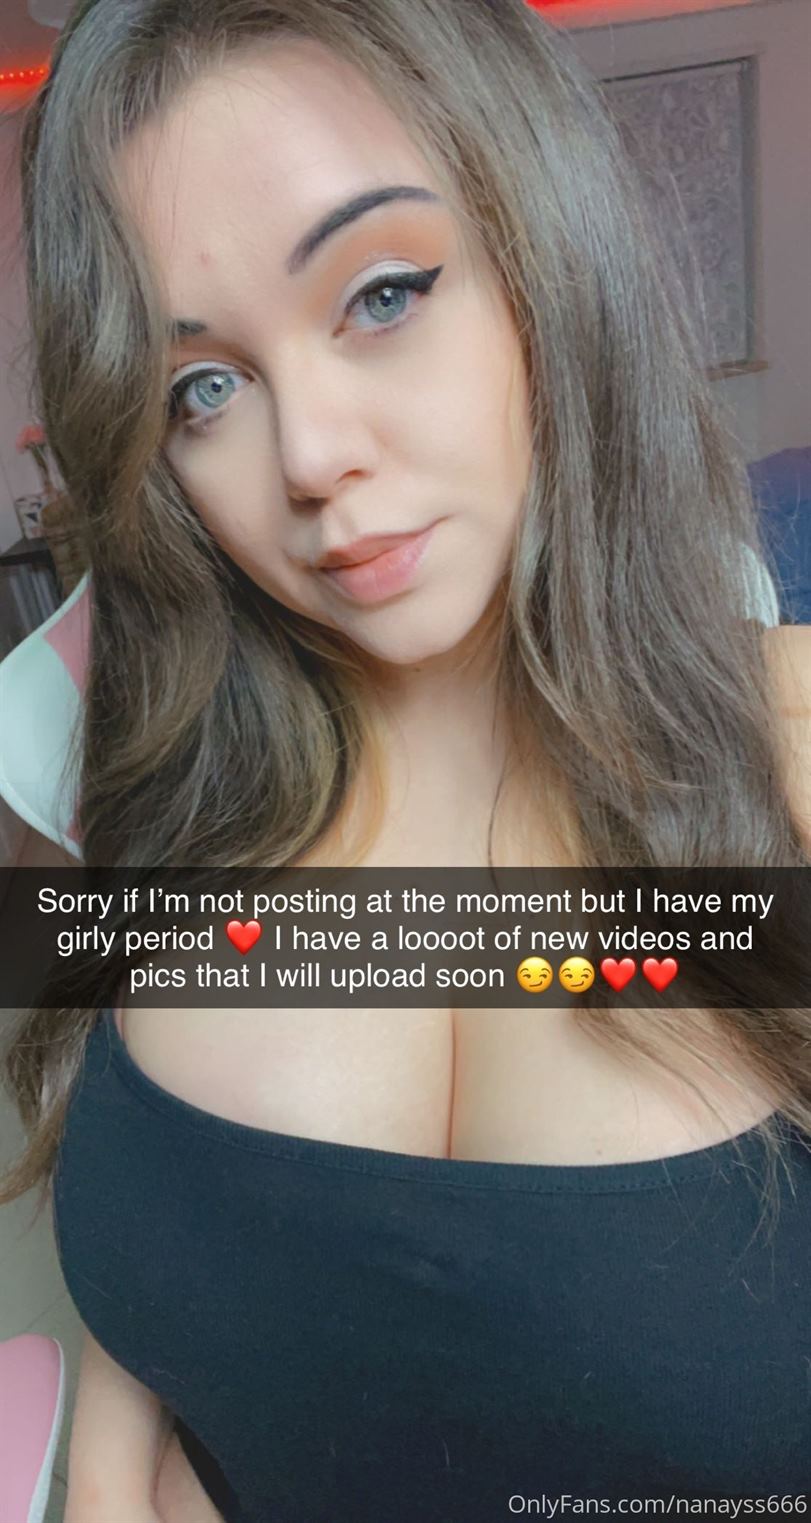 Sorry if I’m not posting at the moment but I have my
girly period ❤️ I have a loooot of new videos and
pics that I will upload soon 😏😏❤️❤️
OnlyFans.com/nanayss666